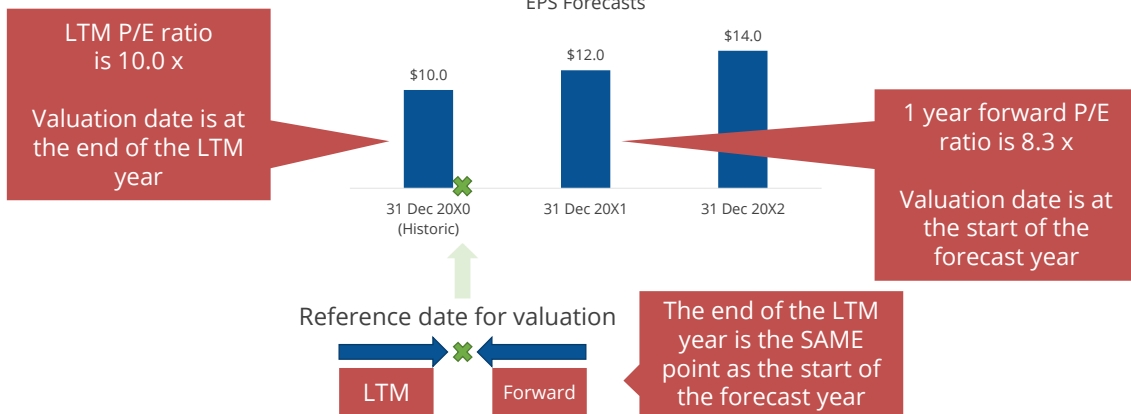 EPS Forecasts
LTM P/E ratio
is 10.0 x
Valuation date is at
the end of the LTM
year
$10.0
$12.0
$14.0
31 Dec 20X0
(Historic)
31 Dec 20X1
31 Dec 20X2
1 year forward P/E
ratio is 8.3 x
Valuation date is at
the start of the
forecast year
Reference date for valuation
LTM
Forward
The end of the LTM
year is the SAME
point as the start of
the forecast year